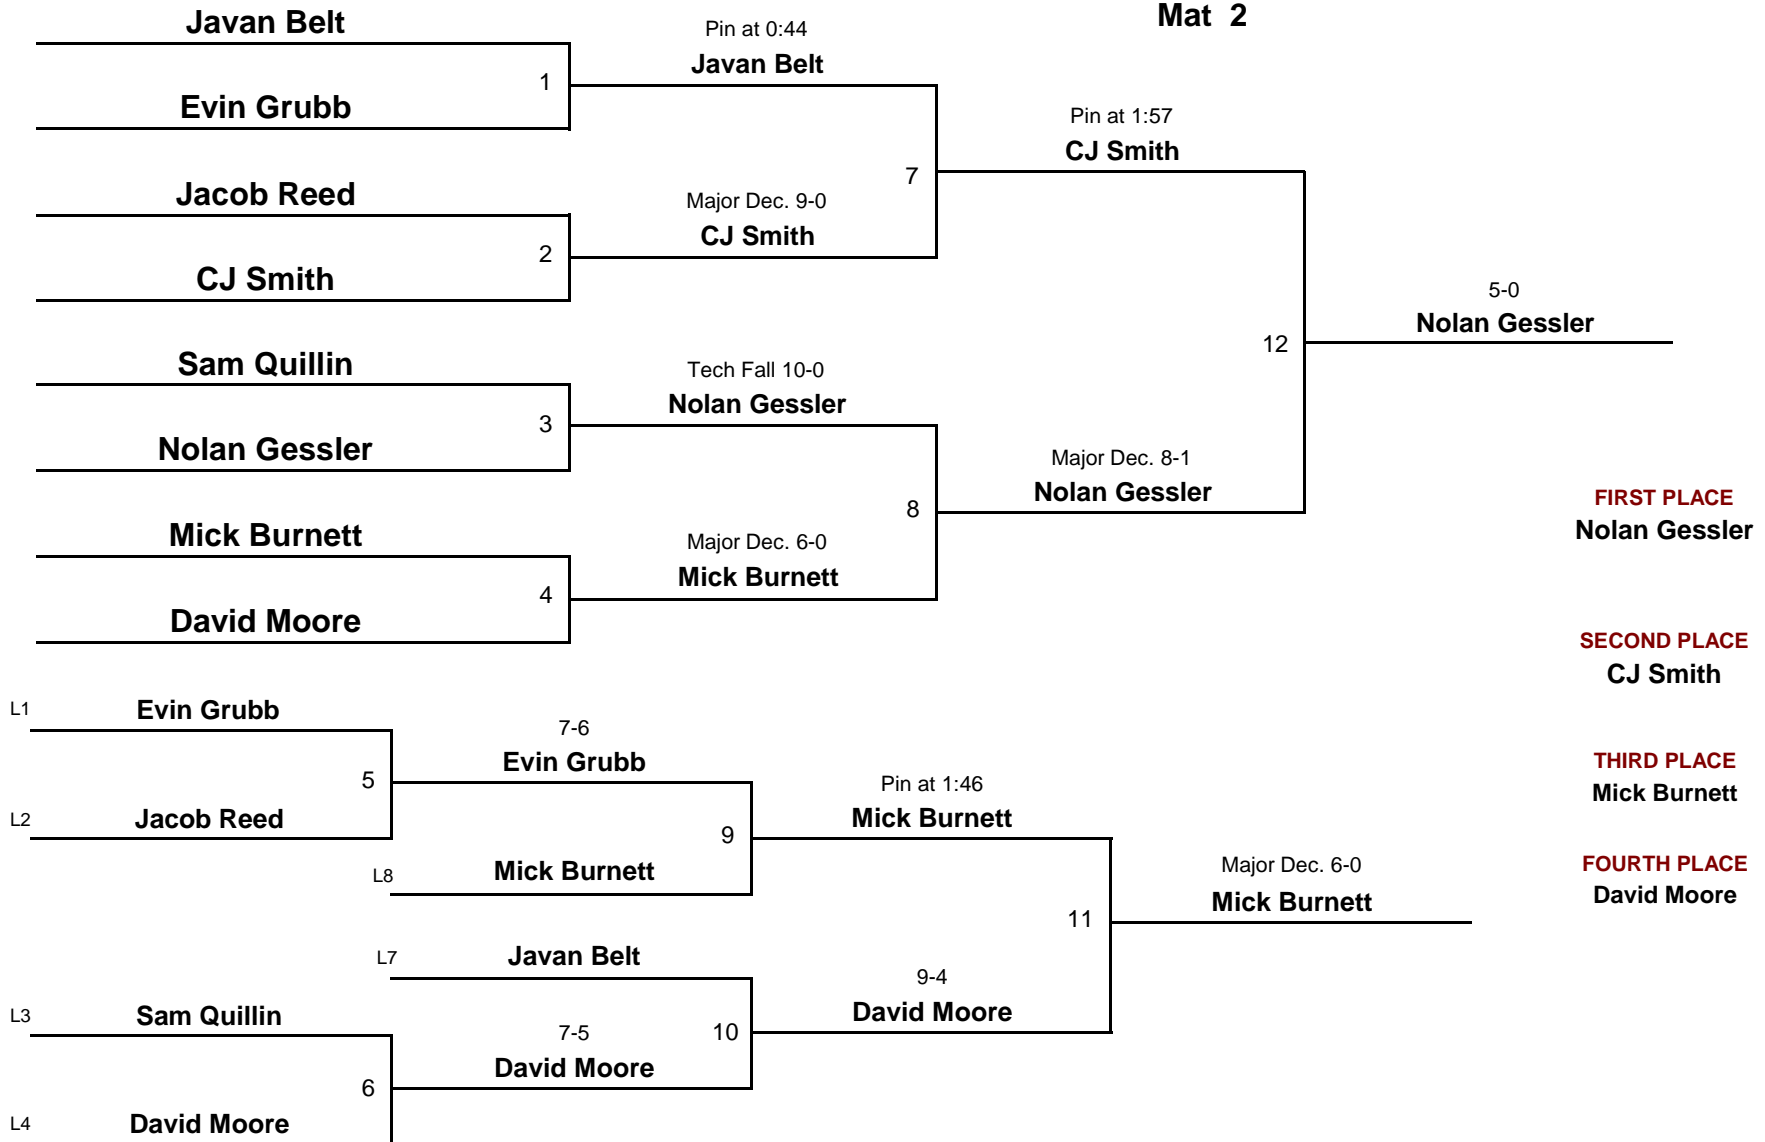 Mat 2
Javan Belt
Pin at 0:44
Javan Belt
1
Evin Grubb
Pin at 1:57
CJ Smith
7
Jacob Reed
Major Dec. 9-0
CJ Smith
2
CJ Smith
5-0
Nolan Gessler
12
Sam Quillin
Tech Fall 10-0
Nolan Gessler
3
Nolan Gessler
Major Dec. 8-1
Nolan Gessler
8
Mick Burnett
Major Dec. 6-0
Mick Burnett
4
David Moore
FIRST PLACE
Nolan Gessler
SECOND PLACE
CJ Smith
THIRD PLACE
Mick Burnett
FOURTH PLACE
David Moore
L1 Evin Grubb
7-6
Evin Grubb
5
L2 Jacob Reed
Pin at 1:46
Mick Burnett
9
L8 Mick Burnett
Major Dec. 6-0
Mick Burnett
11
L7 Javan Belt
9-4
David Moore
L3 Sam Quillin
7-5
10
David Moore
6
L4 David Moore